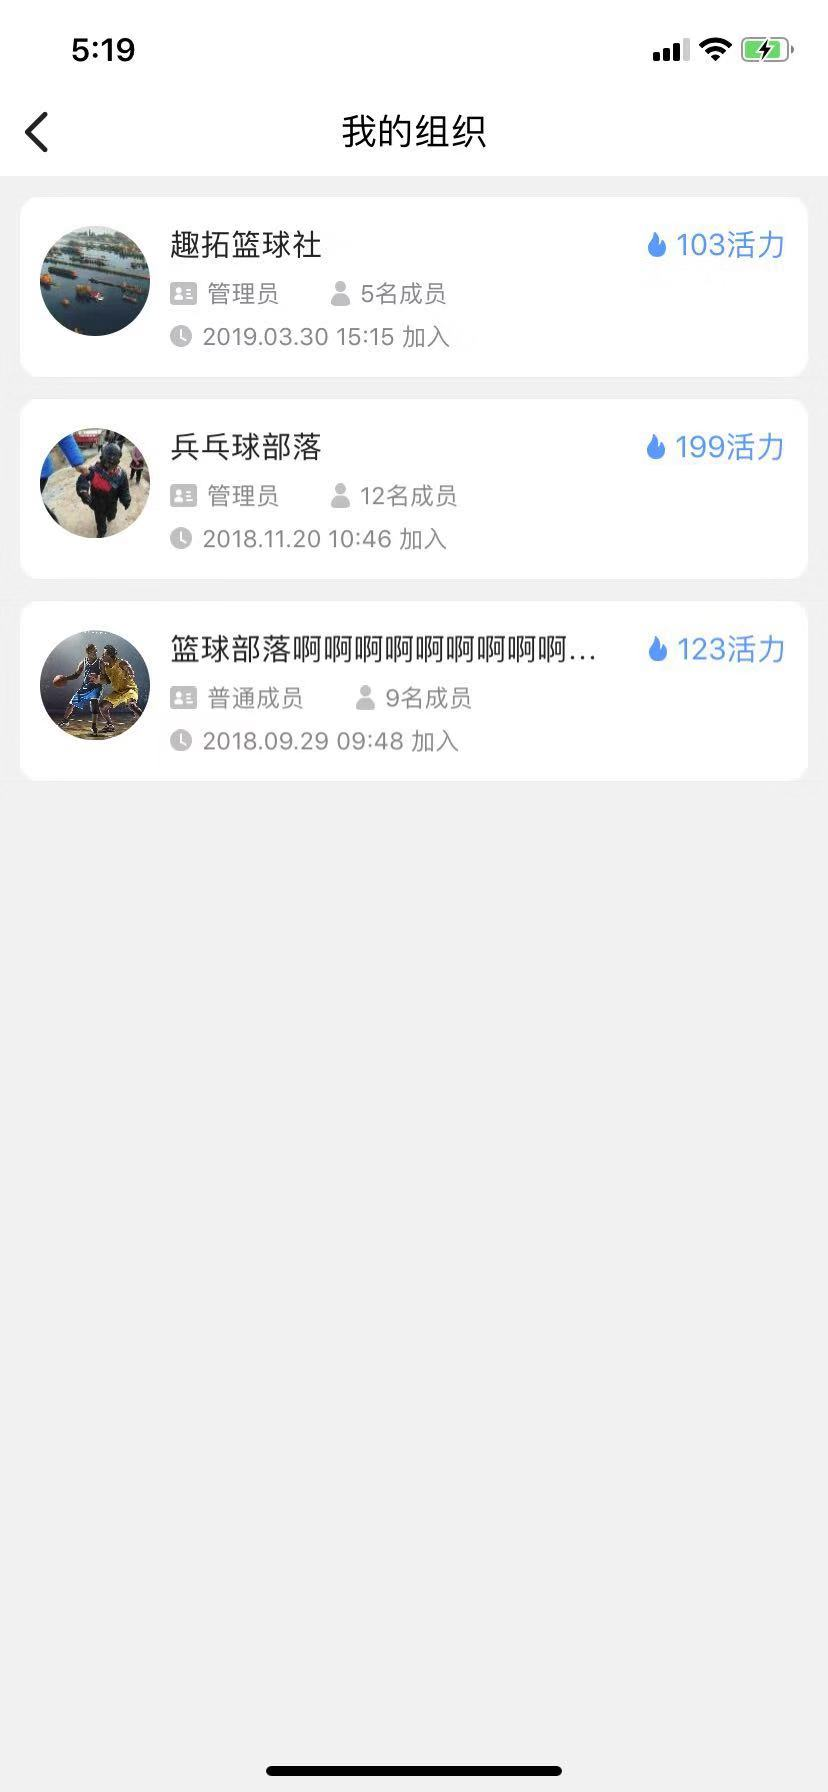 5:19
我的组织
趣拓篮球社
103活力
管理员 5名成员
2019.03.30 15:15 加入
兵乓球部落
199活力
管理员 12名成员
2018.11.20 10:46 加入
篮球部落啊啊啊啊啊啊啊啊啊...
123活力
普通成员 9名成员
2018.09.29 09:48 加入